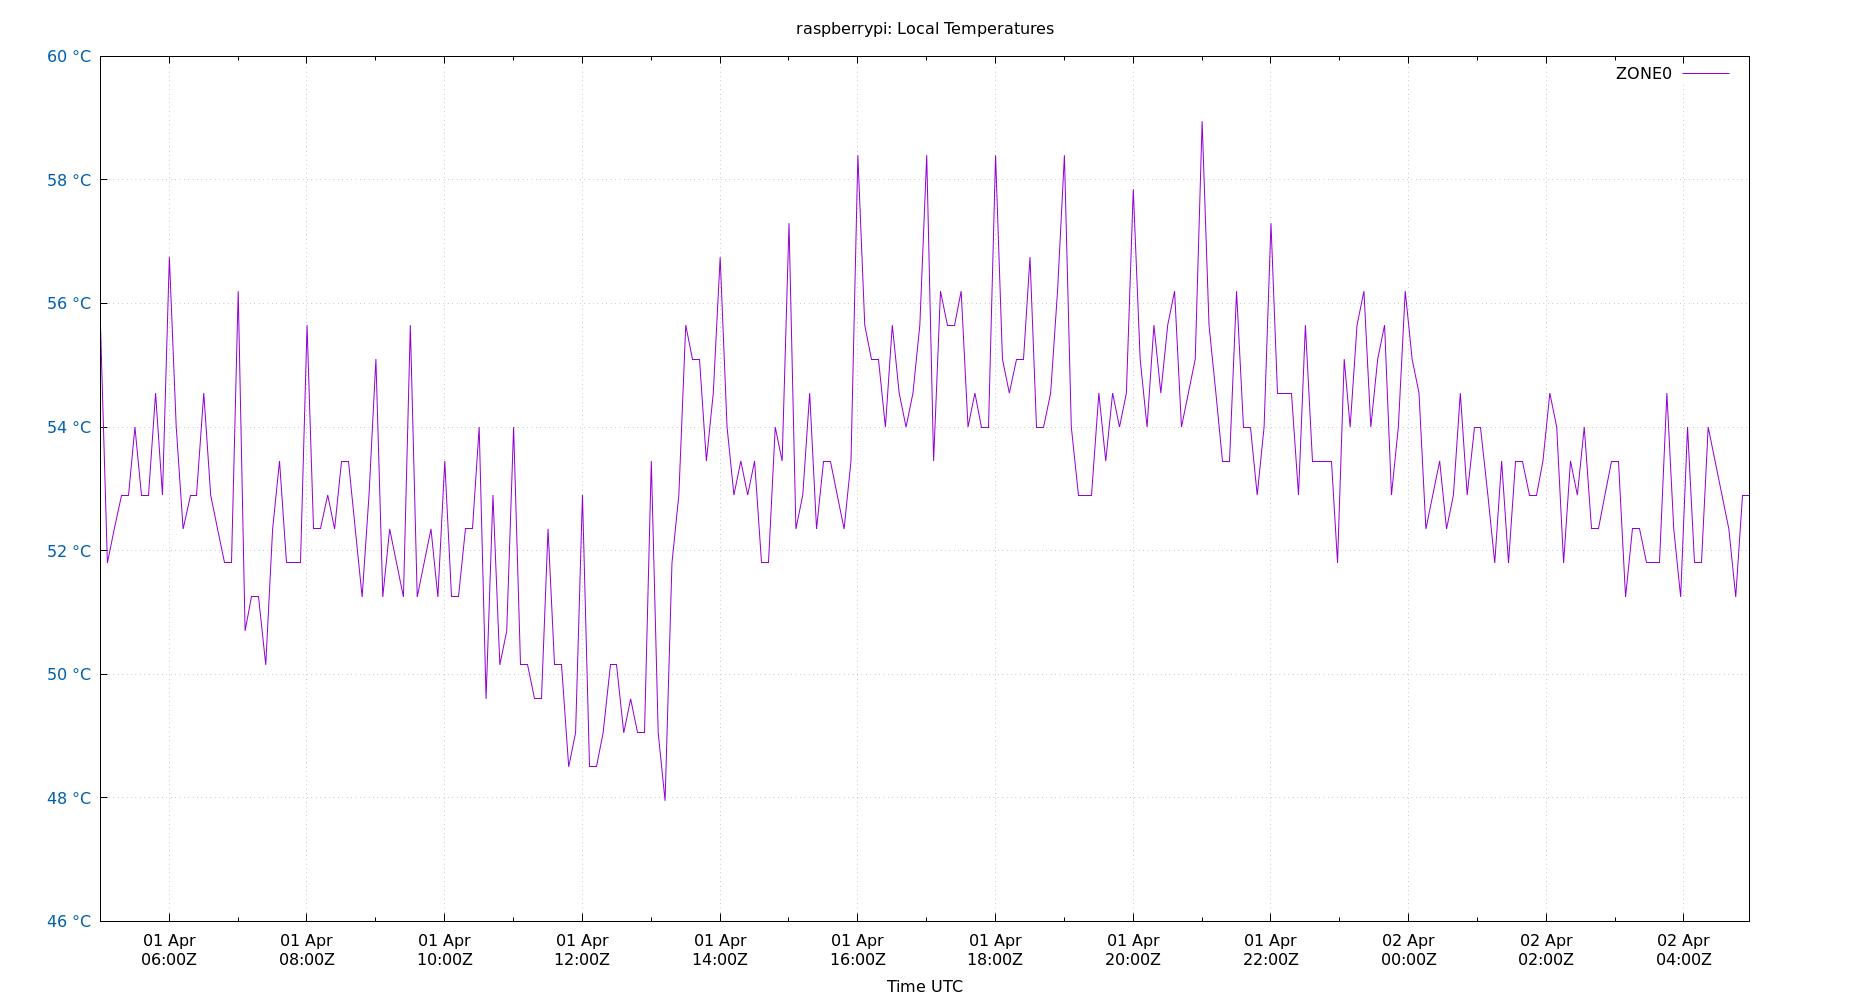 raspberrypi: Local Temperatures
60 °C
ZONE0
58 °C
56 °C
54 °C
52 °C
50 °C
48 °C
46 °C
01 Apr 01 Apr 01 Apr 01 Apr 01 Apr 01 Apr 01 Apr 01 Apr 01 Apr 02 Apr 02 Apr 02 Apr
06:00Z 08:00Z 10:00Z 12:00Z 14:00Z 16:00Z 18:00Z 20:00Z 22:00Z 00:00Z 02:00Z 04:00Z
Time UTC